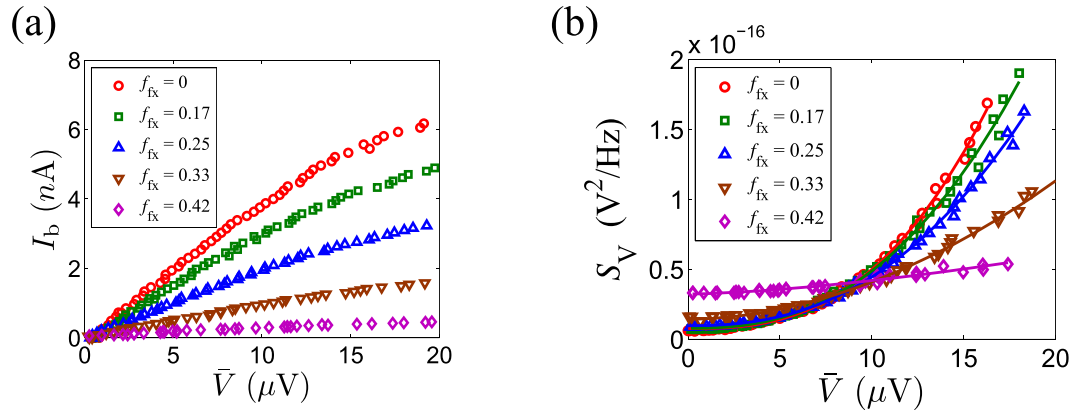 (a)
8
6
4
2
0
I_b (nA)
f_fx = 0
f_fx = 0.17
f_fx = 0.25
f_fx = 0.33
f_fx = 0.42
5
10
15
20
V̄ (μV)
(b)
x 10⁻¹⁶
2
1.5
1
0.5
0
S_V (V²/Hz)
f_fx = 0
f_fx = 0.17
f_fx = 0.25
f_fx = 0.33
f_fx = 0.42
0
5
10
15
20
V̄ (μV)